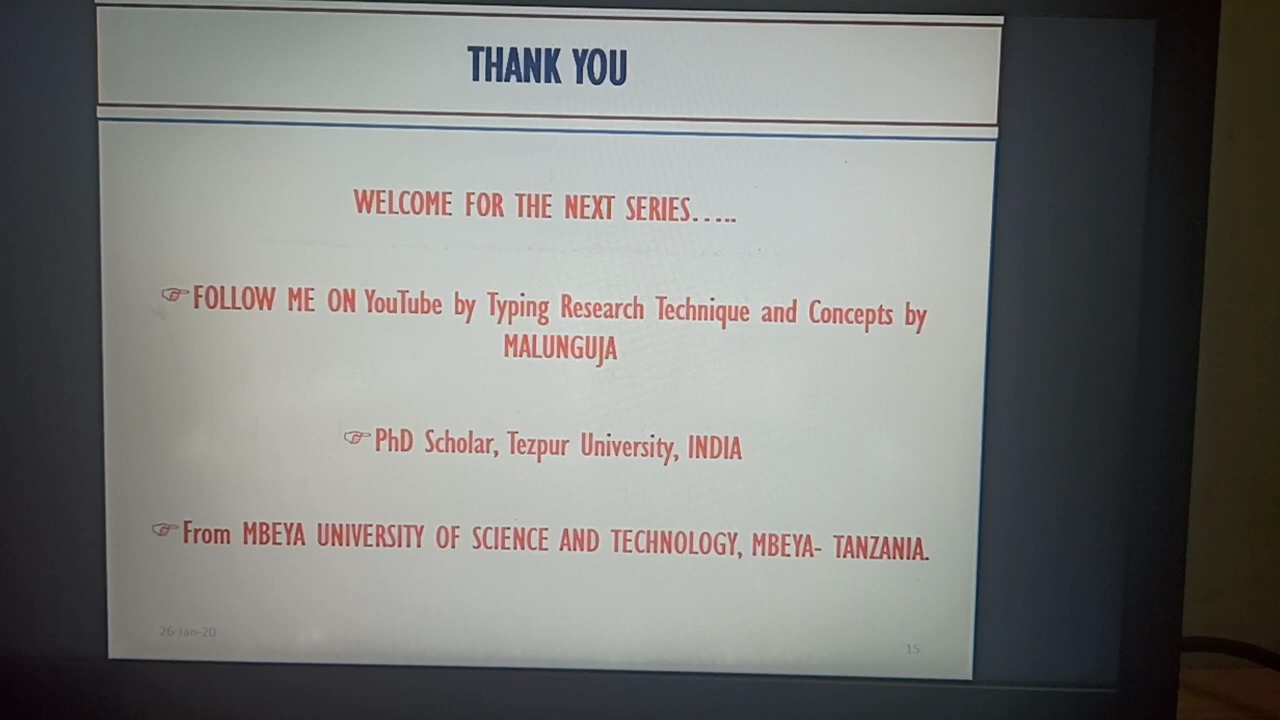 THANK YOU
WELCOME FOR THE NEXT SERIES.....
☞FOLLOW ME ON YouTube by Typing Research Technique and Concepts by
MALUNGUJA
☞PhD Scholar, Tezpur University, INDIA
☞From MBEYA UNIVERSITY OF SCIENCE AND TECHNOLOGY, MBEYA- TANZANIA.
26-Jan-20
15